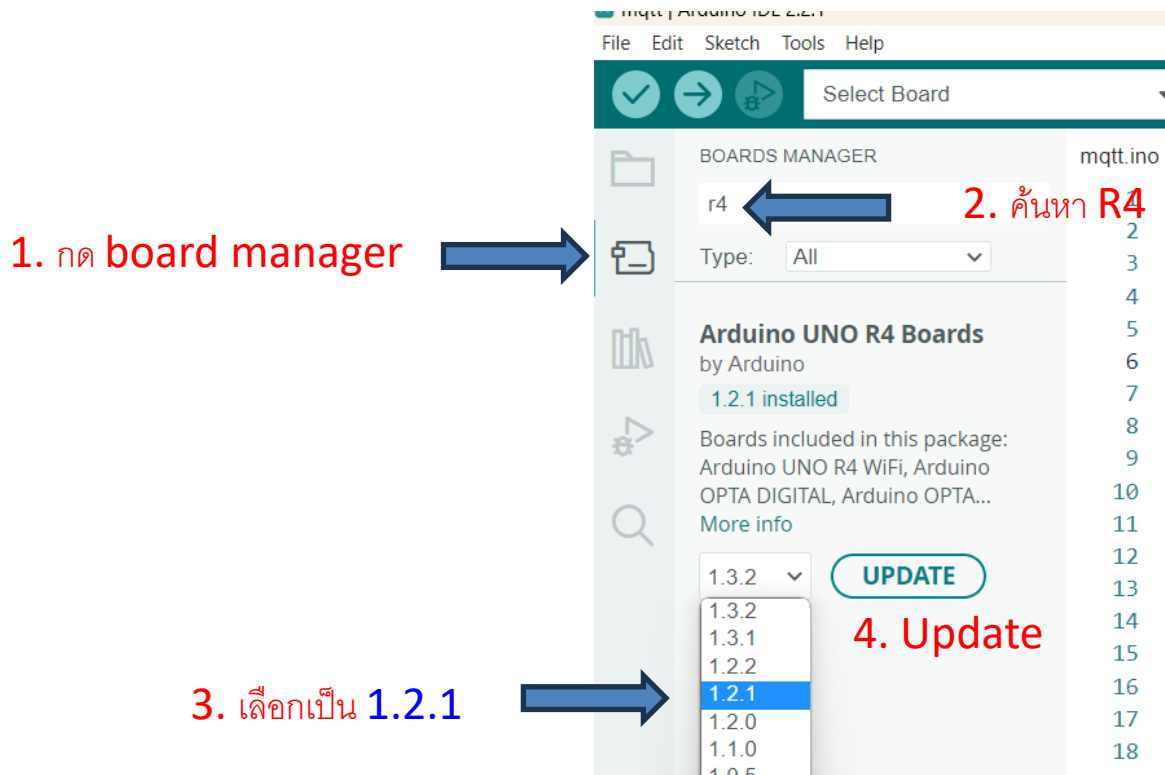 mqtt | Arduino IDE 2.2.1
File Edit Sketch Tools Help
Select Board
BOARDS MANAGER
mqtt.ino
r4
2. ค้นหา R4
1. กด board manager
Type: All
Arduino UNO R4 Boards
by Arduino
1.2.1 installed
Boards included in this package:
Arduino UNO R4 WiFi, Arduino
OPTA DIGITAL, Arduino OPTA...
More info
1.3.2
UPDATE
4. Update
1.3.2
1.3.1
1.2.2
1.2.1
1.2.0
1.1.0
1.0.5
3. เลือกเป็น 1.2.1
1
2
3
4
5
6
7
8
9
10
11
12
13
14
15
16
17
18